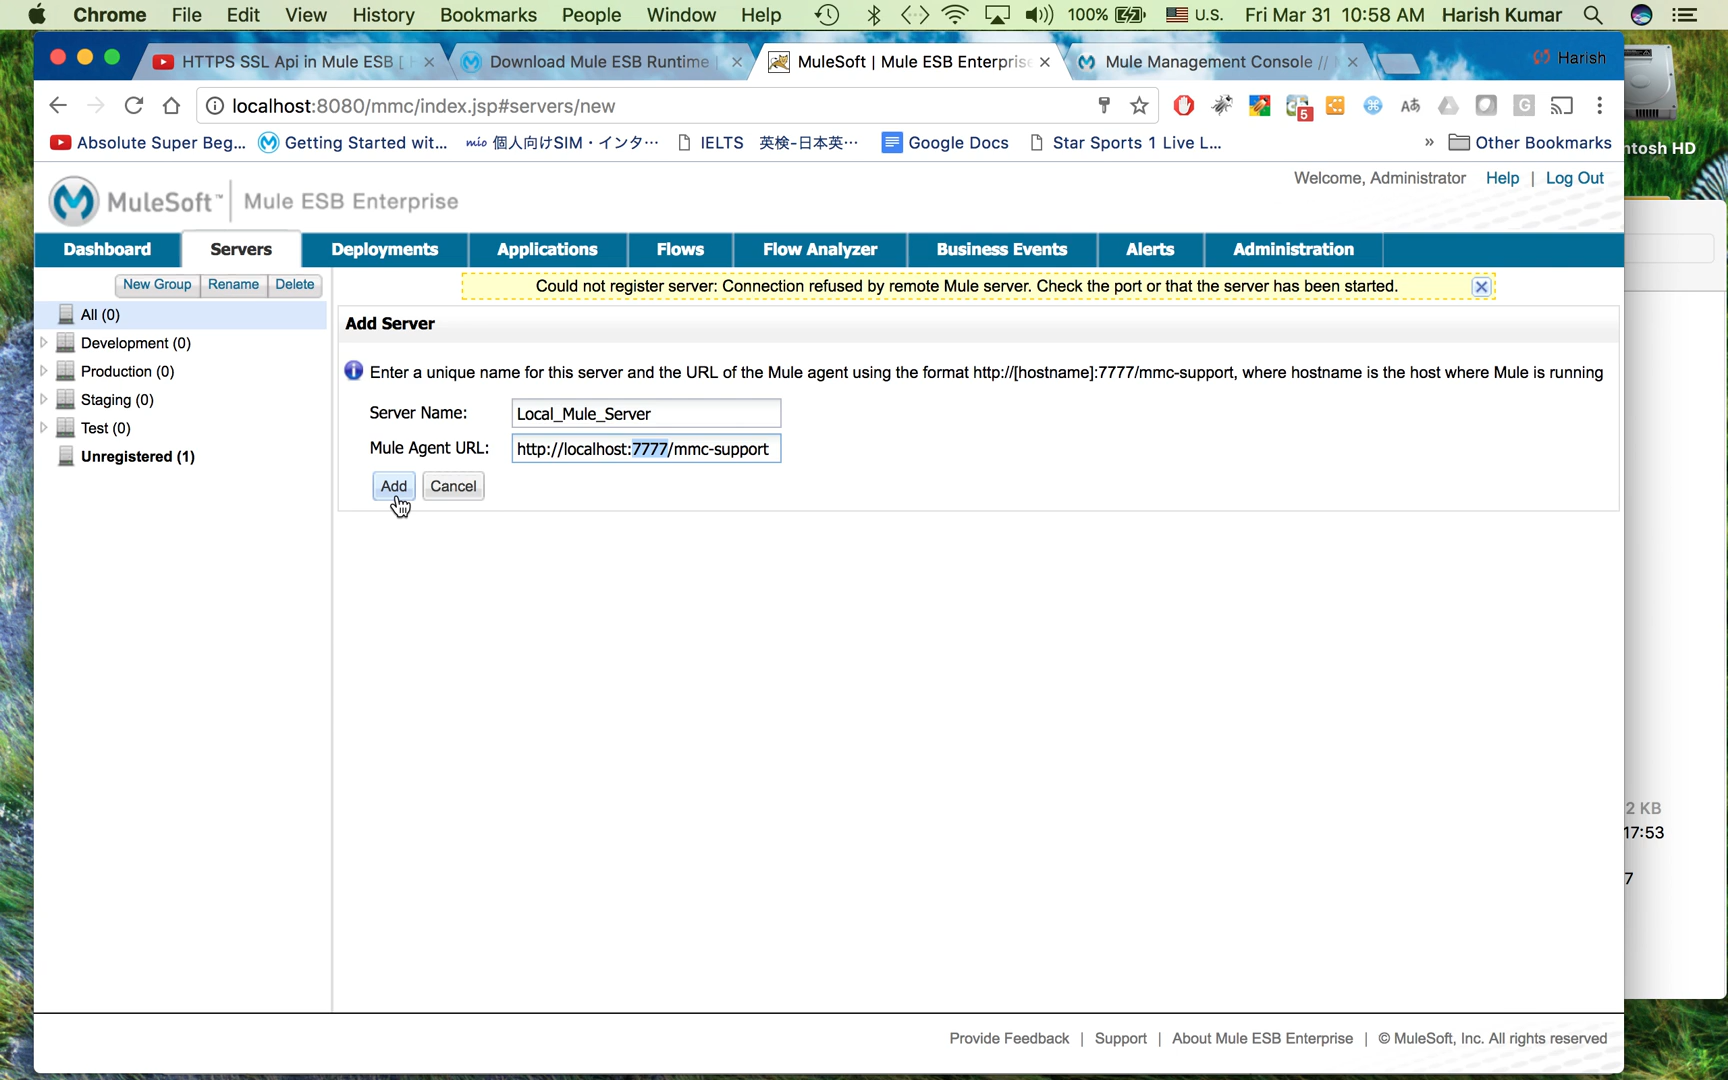 Chrome File Edit View History Bookmarks People Window Help 100% U.S. Fri Mar 31 10:58 AM Harish Kumar
HTTPS SSL Api in Mule ESB [ Download Mule ESB Runtime MuleSoft | Mule ESB Enterpris Mule Management Console // Harish
localhost:8080/mmc/index.jsp#servers/new
Absolute Super Beg... Getting Started wit... mio 個人向けSIM・インタ… IELTS 英検-日本英… Google Docs Star Sports 1 Live L... » Other Bookmarks
ntosh HD
Welcome, Administrator Help | Log Out
MuleSoft™ Mule ESB Enterprise
Dashboard Servers Deployments Applications Flows Flow Analyzer Business Events Alerts Administration
New Group Rename Delete
Could not register server: Connection refused by remote Mule server. Check the port or that the server has been started.
All (0)
Development (0)
Production (0)
Staging (0)
Test (0)
Unregistered (1)
Add Server
Enter a unique name for this server and the URL of the Mule agent using the format http://[hostname]:7777/mmc-support, where hostname is the host where Mule is running
Server Name: Local_Mule_Server
Mule Agent URL: http://localhost:7777/mmc-support
Add Cancel
2 KB
17:53
7
Provide Feedback | Support | About Mule ESB Enterprise | © MuleSoft, Inc. All rights reserved